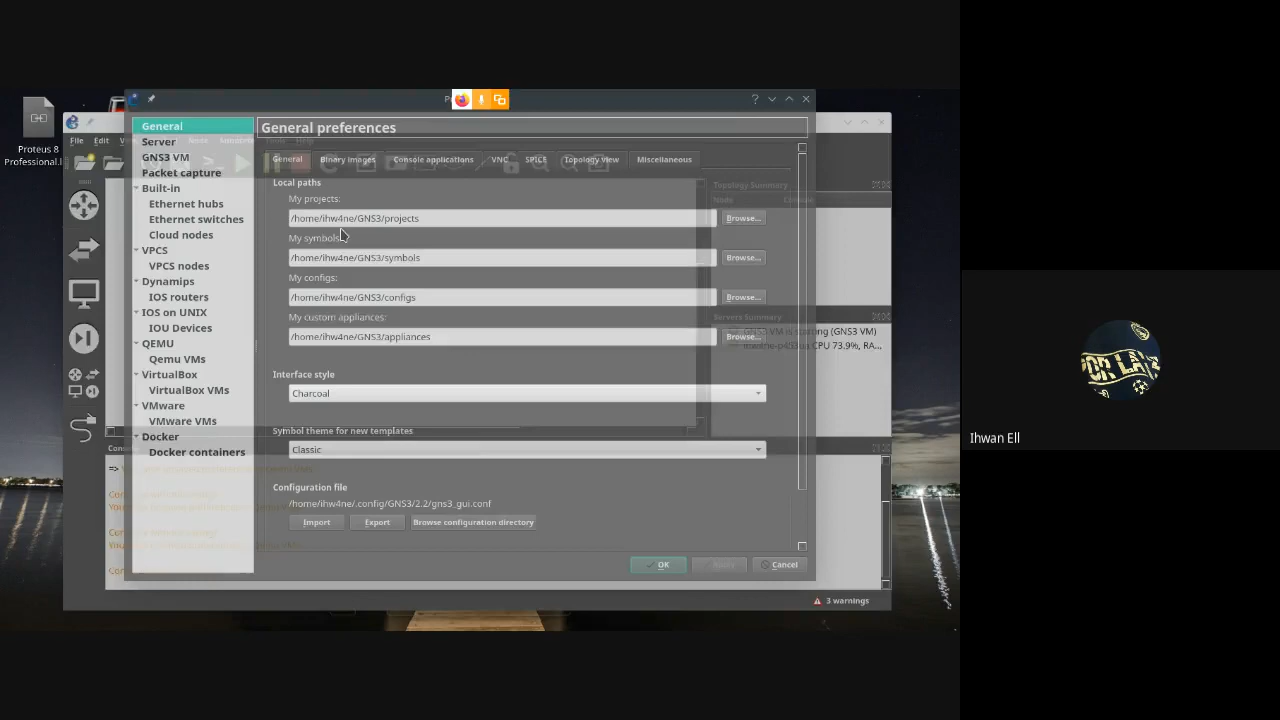 Proteus 8
Professional.
File
Edit
General
Server
GNS3 VM
Packet capture
Built-in
Ethernet hubs
Ethernet switches
Cloud nodes
VPCS
VPCS nodes
Dynamips
IOS routers
IOS on UNIX
IOU Devices
QEMU
Qemu VMs
VirtualBox
VirtualBox VMs
VMware
VMware VMs
Docker
Docker containers
General preferences
General
Binary images
Console applications
VNC
SPICE
Topology view
Miscellaneous
Local paths
My projects:
/home/ihw4ne/GNS3/projects
Browse...
My symbols:
/home/ihw4ne/GNS3/symbols
Browse...
My configs:
/home/ihw4ne/GNS3/configs
Browse...
My custom appliances:
/home/ihw4ne/GNS3/appliances
Browse...
Interface style
Charcoal
Symbol theme for new templates
Classic
Configuration file
/home/ihw4ne/.config/GNS3/2.2/gns3_gui.conf
Import
Export
Browse configuration directory
OK
Apply
Cancel
Topology Summary
Node
Servers Summary
GNS3 VM is starting (GNS3 VM)
CPU 73.9%, RA...
3 warnings
Ihwan Ell